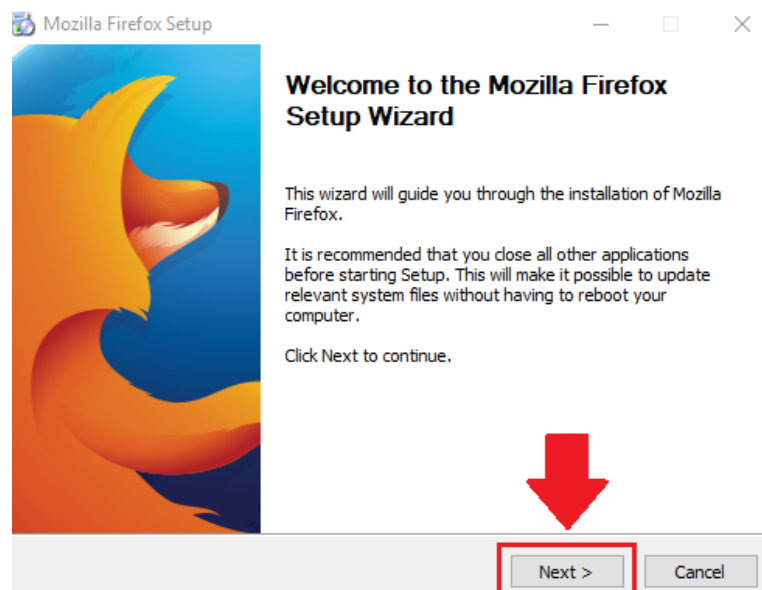 Mozilla Firefox Setup
Welcome to the Mozilla Firefox
Setup Wizard
This wizard will guide you through the installation of Mozilla
Firefox.
It is recommended that you close all other applications
before starting Setup. This will make it possible to update
relevant system files without having to reboot your
computer.
Click Next to continue.
Next >
Cancel